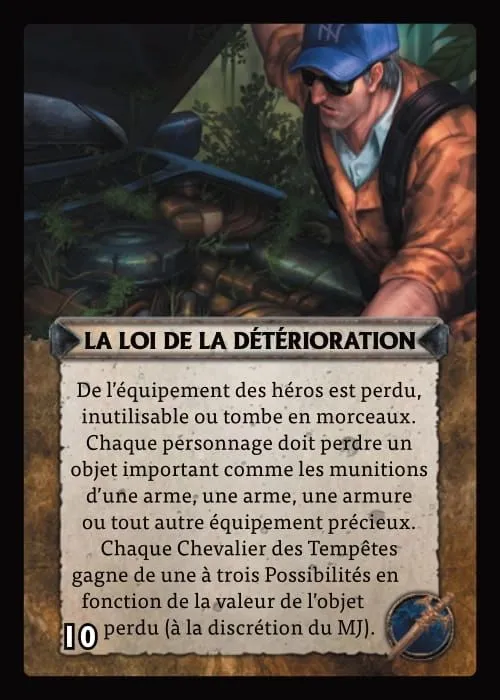 NY
LA LOI DE LA DÉTÉRIORATION
De l'équipement des héros est perdu,
inutilisable ou tombe en morceaux.
Chaque personnage doit perdre un
objet important comme les munitions
d'une arme, une arme, une armure
ou tout autre équipement précieux.
Chaque Chevalier des Tempêtes
gagne de une à trois Possibilités en
fonction de la valeur de l'objet
perdu (à la discrétion du MJ).
10